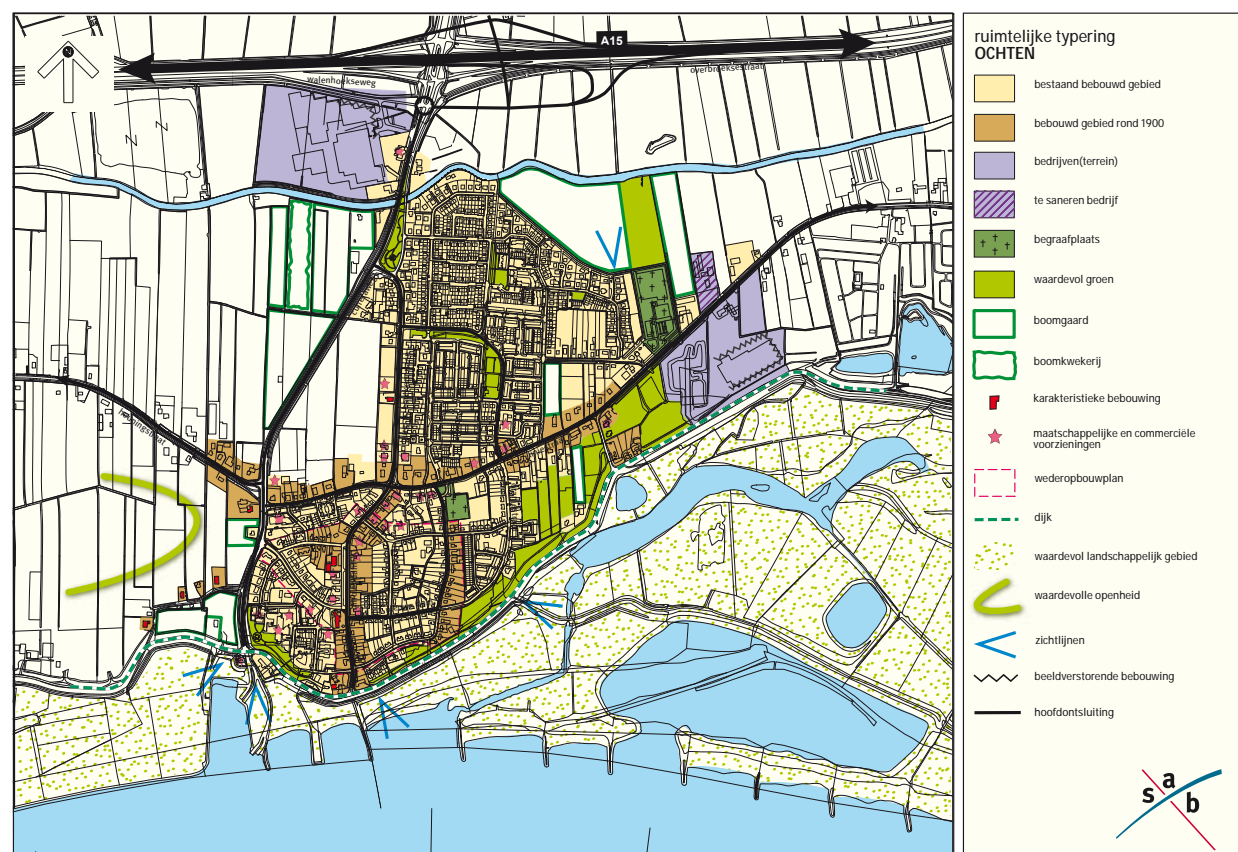 A15
walenhoekseweg
overbroeksestraat
ruimtelijke typering
OCHTEN
bestaand bebouwd gebied
bebouwd gebied rond 1900
bedrijven(terrein)
te saneren bedrijf
begraafplaats
waardevol groen
boomgaard
boomkwekerij
karakteristieke bebouwing
maatschappelijke en commerciële
voorzieningen
wederopbouwplan
dijk
waardevol landschappelijk gebied
waardevolle openheid
zichtlijnen
beeldverstorende bebouwing
hoofdontsluiting
s a b